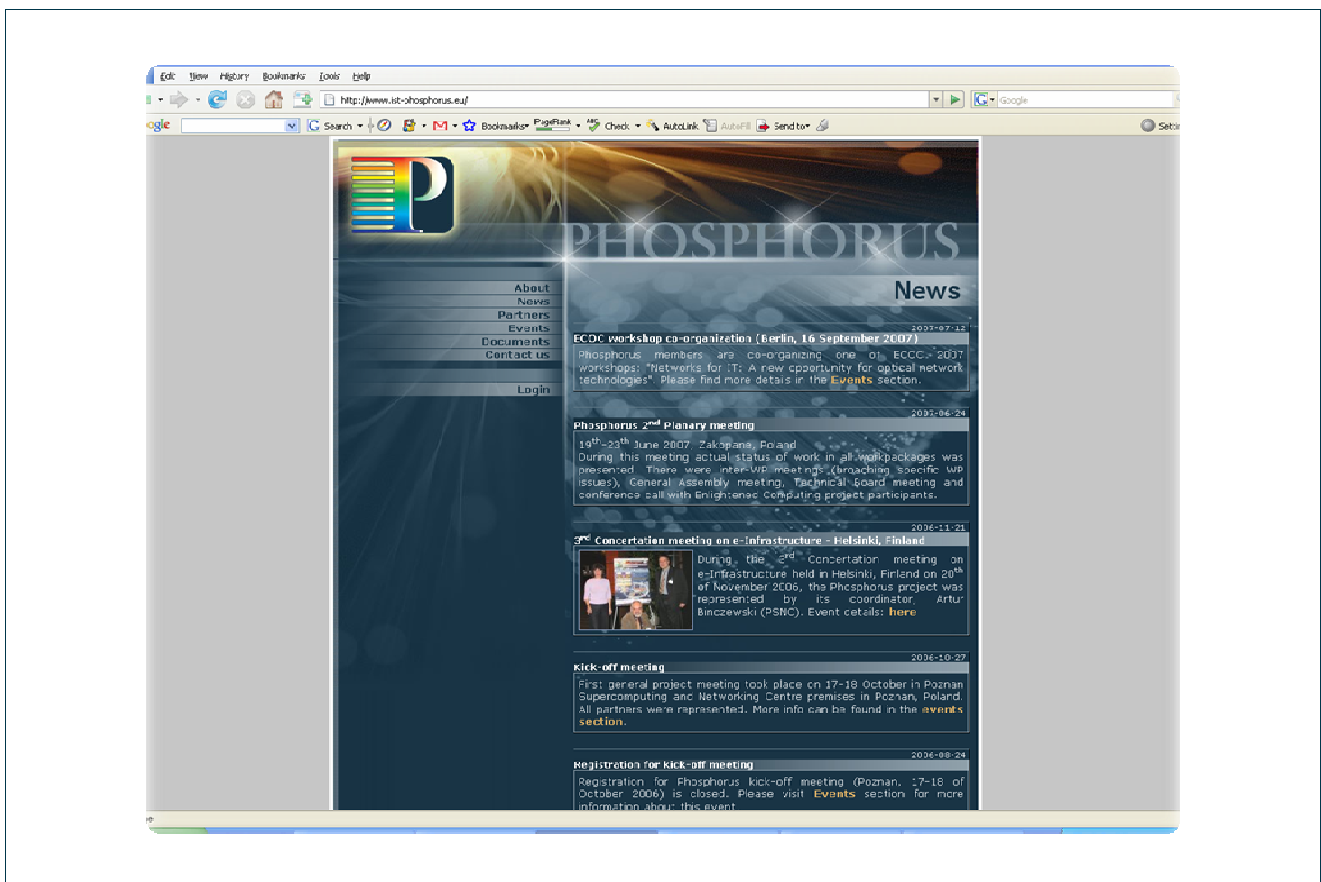 Edit View History Bookmarks Tools Help
http://www.ist-phosphorus.eu/ Google
ogle Search Bookmarks PageRank Check AutoLink AutoFill Send to Settin
P
PHOSPHORUS
News
About
News
Partners
Events
Documents
Contact us
Login
2007-07-12
ECOC workshop co-organization (Berlin, 16 September 2007)
Phosphorus members are co-organizing one of ECCC 2007
workshops: "Networks for IT: A new opportunity for optical network
technologies". Please find more details in the Events section.
2007-06-24
Phosphorus 2nd Planary meeting
19th-23th June 2007, Zakopane, Poland
During this meeting actual status of work in all workpackages was
presented. There were inter-WP meetings (broaching specific WP
issues), General Assembly meeting, Technical Board meeting and
conference call with Enlightened Computing project participants.
2006-11-21
3rd Concertation meeting on e-Infrastructure - Helsinki, Finland
During the 3rd Concertation meeting on
e-Infrastructure held in Helsinki, Finland on 20th
of November 2006, the Phosphorus project was
represented by its coordinator, Artur
Binczewski (PSNC). Event details: here
2006-10-27
Kick-off meeting
First general project meeting took place on 17-18 October in Poznan
Supercomputing and Networking Centre premises in Poznan, Poland.
All partners were represented. More info can be found in the events
section.
2006-08-24
Registration for kick-off meeting
Registration for Phosphorus kick-off meeting (Poznan, 17-18 of
October 2006) is closed. Please visit Events section for more
information about this event